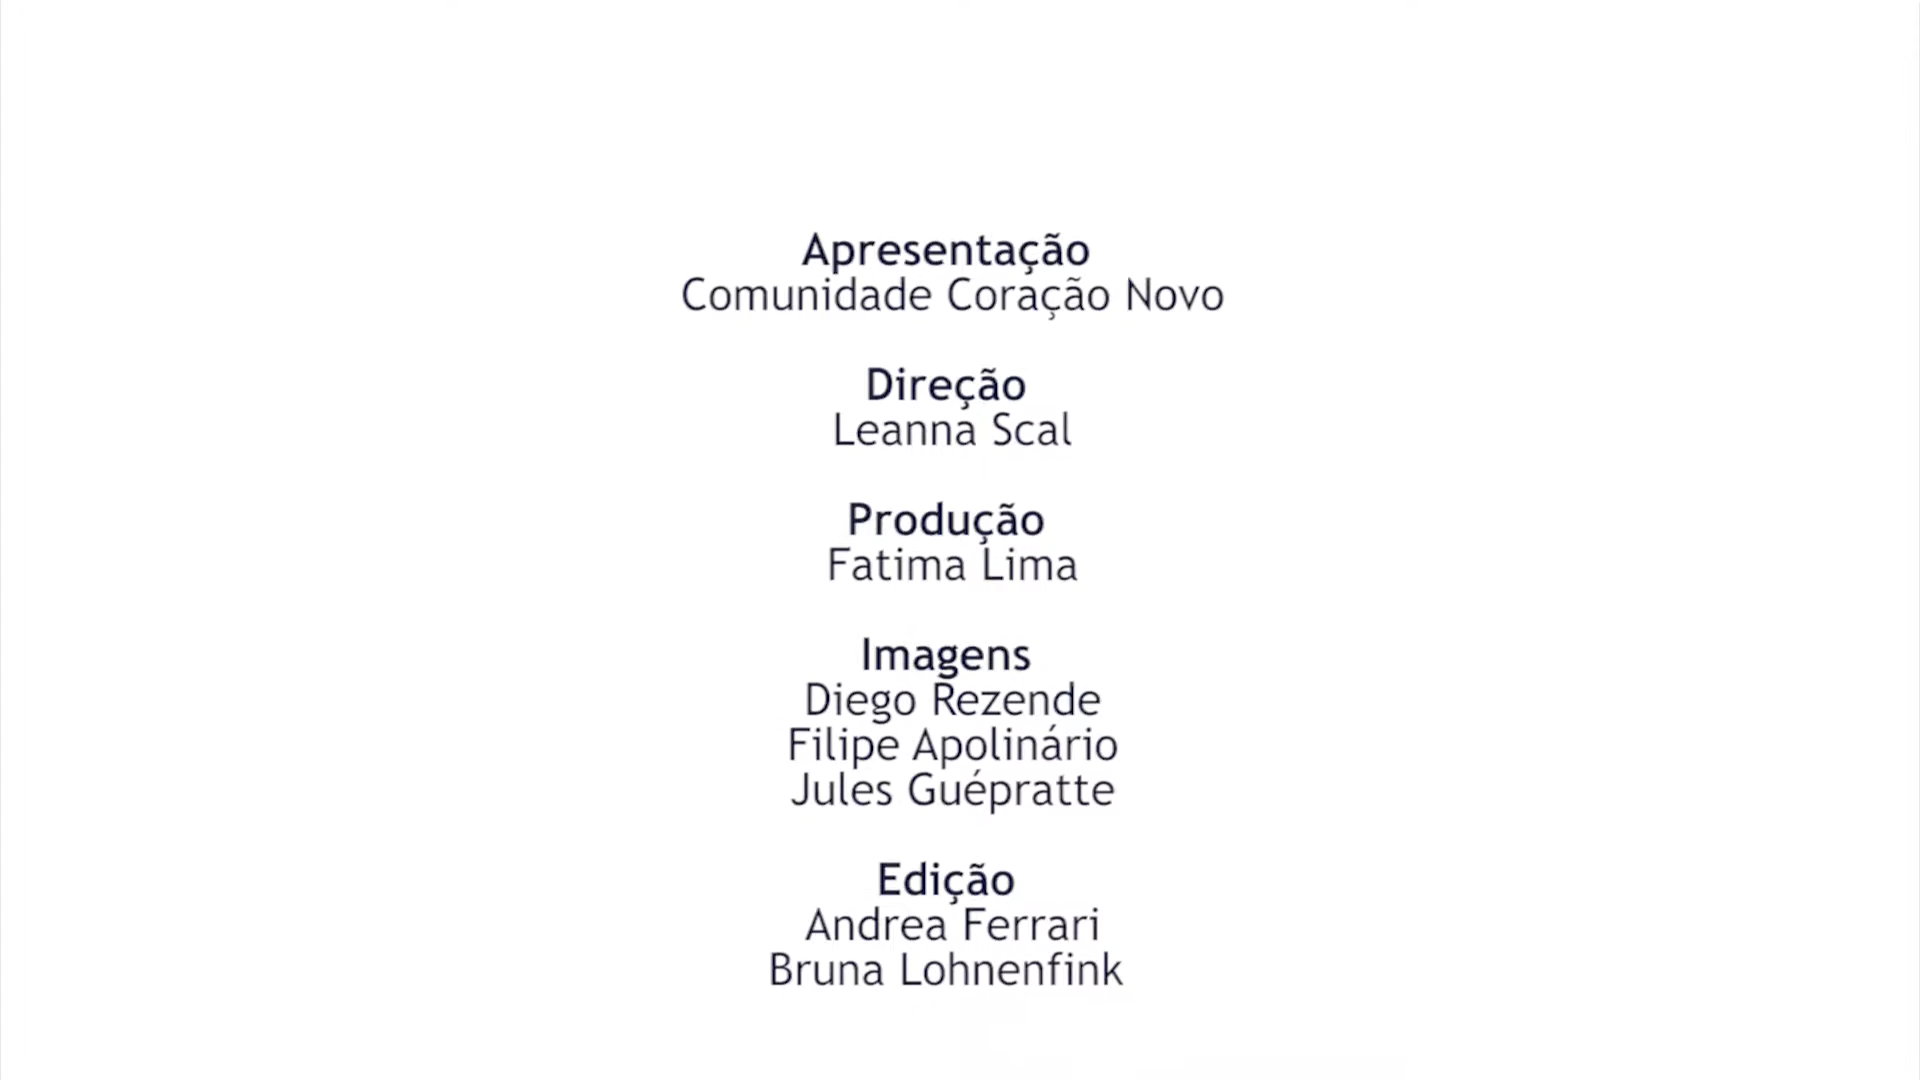 Apresentação
Comunidade Coração Novo
Direção
Leanna Scal
Produção
Fatima Lima
Imagens
Diego Rezende
Filipe Apolinário
Jules Guépratte
Edição
Andrea Ferrari
Bruna Lohnenfink